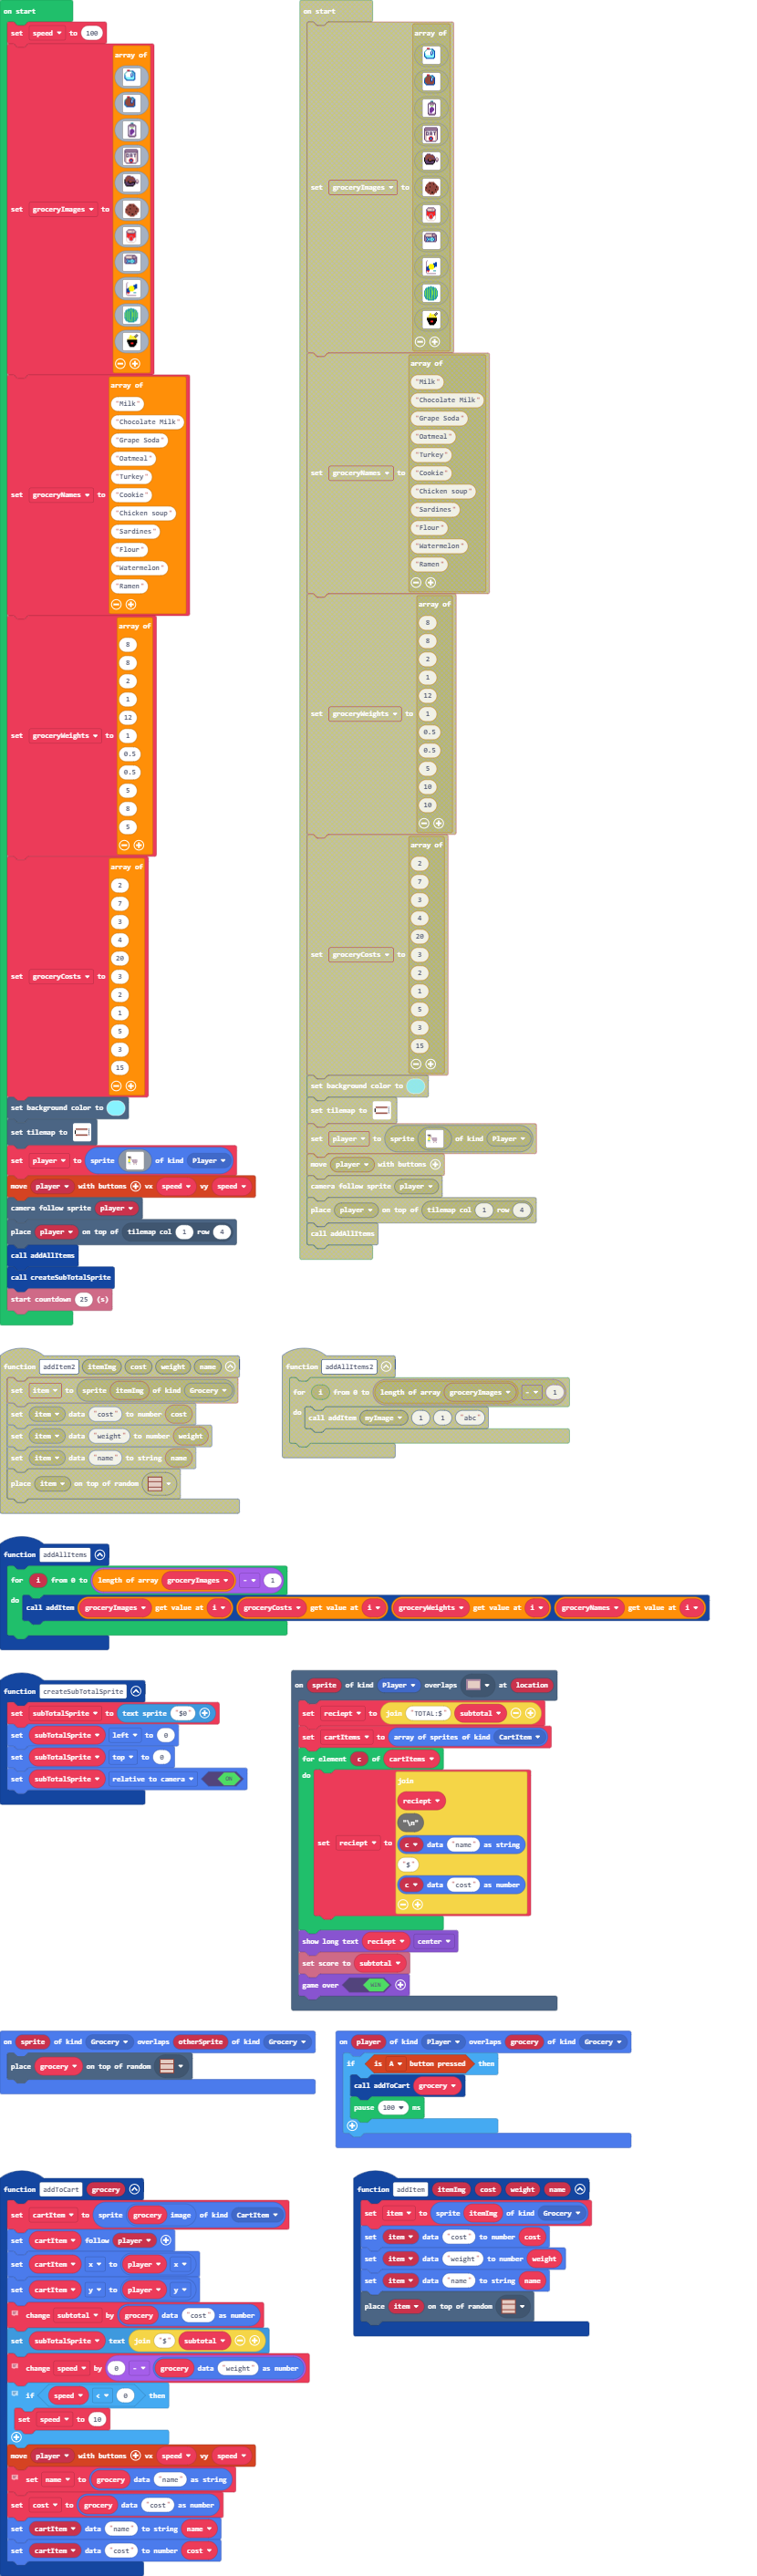 on start
set speed to 100
set groceryImages to array of
set groceryNames to array of
"Milk"
"Chocolate Milk"
"Grape Soda"
"Oatmeal"
"Turkey"
"Cookie"
"Chicken soup"
"Sardines"
"Flour"
"Watermelon"
"Ramen"
set groceryWeights to array of
8
8
2
1
12
1
0.5
0.5
5
8
5
set groceryCosts to array of
2
7
3
4
20
3
2
1
5
3
15
set background color to
set tilemap to
set player to sprite of kind Player
move player with buttons vx speed vy speed
camera follow sprite player
place player on top of tilemap col 1 row 4
call addAllItems
call createSubTotalSprite
start countdown 25 (s)
on start
set groceryImages to array of
set groceryNames to array of
"Milk"
"Chocolate Milk"
"Grape Soda"
"Oatmeal"
"Turkey"
"Cookie"
"Chicken soup"
"Sardines"
"Flour"
"Watermelon"
"Ramen"
set groceryWeights to array of
8
8
2
1
12
1
0.5
0.5
5
10
10
set groceryCosts to array of
2
7
3
4
20
3
2
1
5
3
15
set background color to
set tilemap to
set player to sprite of kind Player
move player with buttons
camera follow sprite player
place player on top of tilemap col 1 row 4
call addAllItems
function addItem2 itemImg cost weight name
set item to sprite itemImg of kind Grocery
set item data "cost" to number cost
set item data "weight" to number weight
set item data "name" to string name
place item on top of random
function addAllItems2
for i from 0 to length of array groceryImages - 1
do call addItem myImage 1 1 "abc"
function addAllItems
for i from 0 to length of array groceryImages - 1
do call addItem groceryImages get value at i groceryCosts get value at i groceryWeights get value at i groceryNames get value at i
function createSubTotalSprite
set subTotalSprite to text sprite "$0"
set subTotalSprite left to 0
set subTotalSprite top to 0
set subTotalSprite relative to camera ON
on sprite of kind Player overlaps at location
set reciept to join "TOTAL:$" subtotal
set cartItems to array of sprites of kind CartItem
for element c of cartItems
do
set reciept to join
reciept
"\n"
c data "name" as string
"$"
c data "cost" as number
show long text reciept center
set score to subtotal
game over WIN
on sprite of kind Grocery overlaps otherSprite of kind Grocery
place grocery on top of random
on player of kind Player overlaps grocery of kind Grocery
if is A button pressed then
call addToCart grocery
pause 100 ms
function addToCart grocery
set cartItem to sprite grocery image of kind CartItem
set cartItem follow player
set cartItem x to player x
set cartItem y to player y
change subtotal by grocery data "cost" as number
set subTotalSprite text join "$" subtotal
change speed by 0 - grocery data "weight" as number
if speed < 0 then
set speed to 10
move player with buttons vx speed vy speed
set name to grocery data "name" as string
set cost to grocery data "cost" as number
set cartItem data "name" to string name
set cartItem data "cost" to number cost
function addItem itemImg cost weight name
set item to sprite itemImg of kind Grocery
set item data "cost" to number cost
set item data "weight" to number weight
set item data "name" to string name
place item on top of random